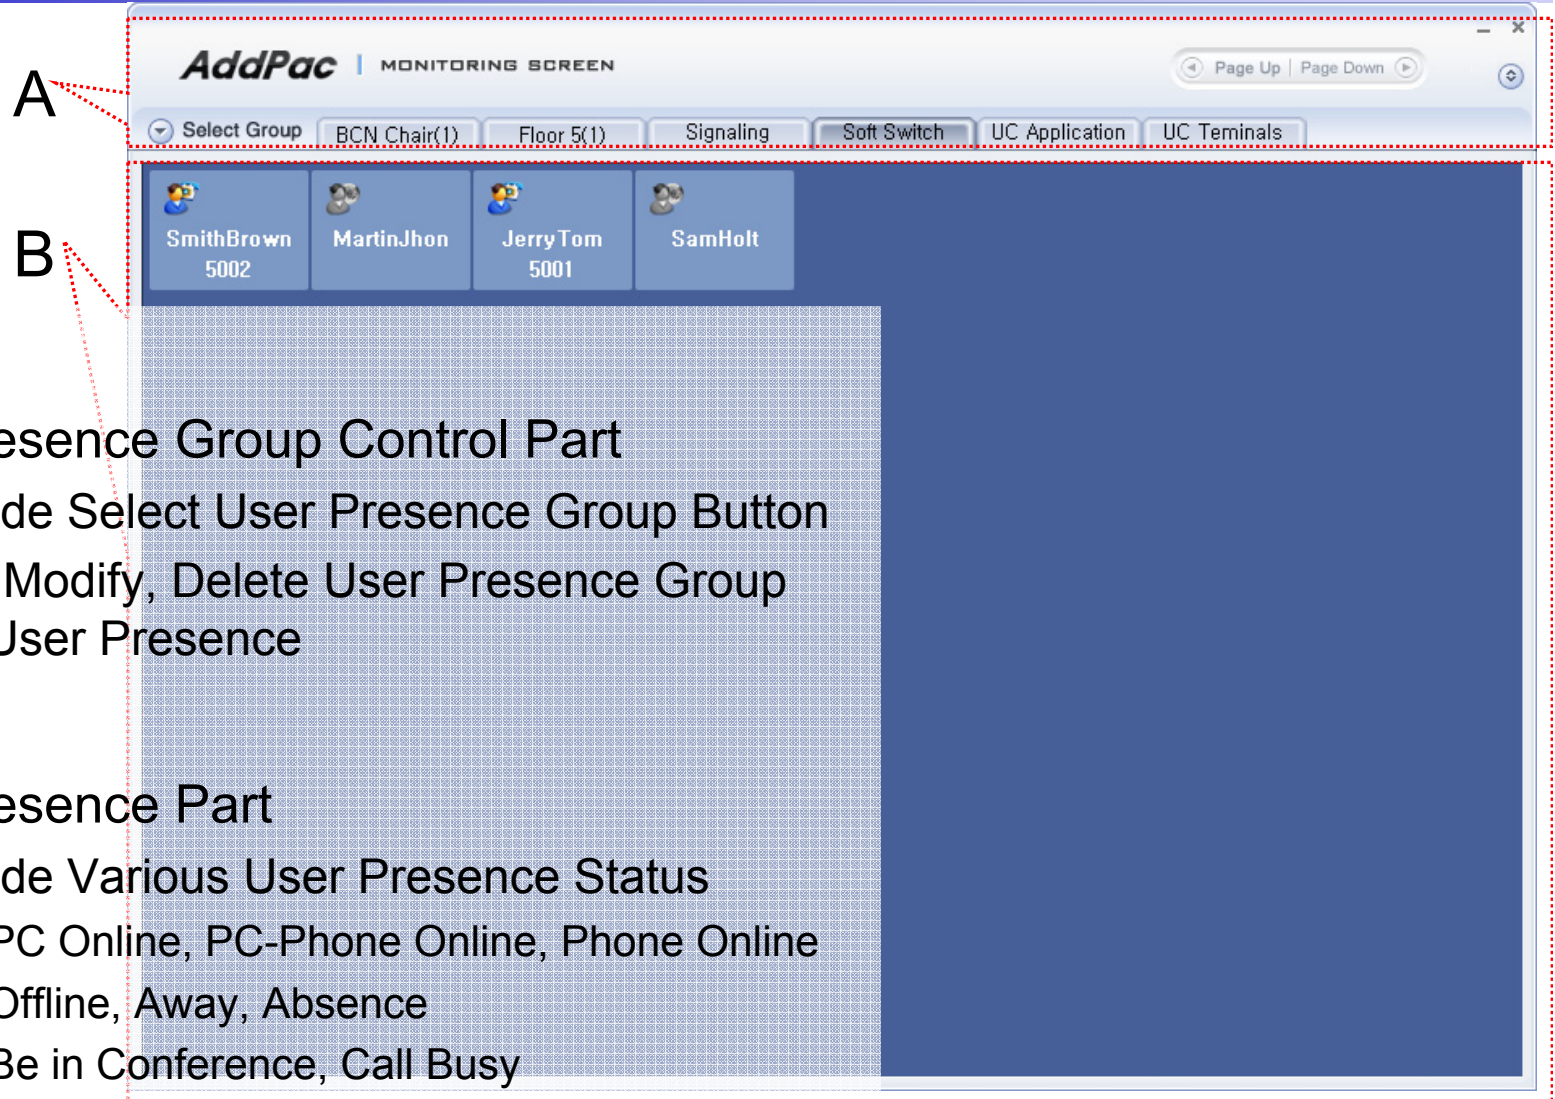 A
AddPac | MONITORING SCREEN
Page Up | Page Down
Select Group BCN Chair(1) Floor 5(1) Signaling Soft Switch UC Application UC Teminals
B
SmithBrown 5002
MartinJhon
JerryTom 5001
SamHolt
esence Group Control Part
de Select User Presence Group Button
Modify, Delete User Presence Group
User Presence
esence Part
de Various User Presence Status
PC Online, PC-Phone Online, Phone Online
Offline, Away, Absence
Be in Conference, Call Busy